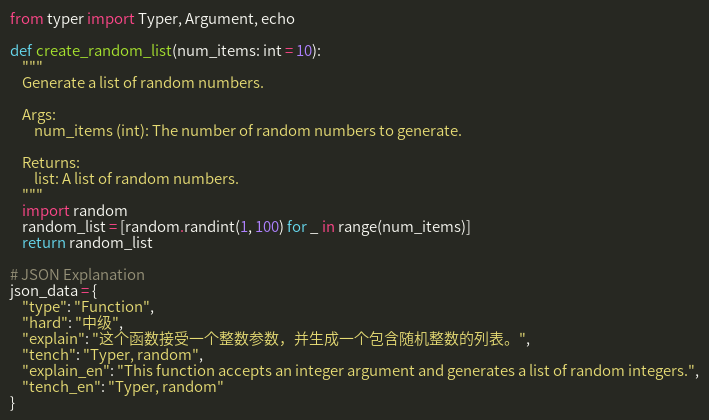 from typer import Typer, Argument, echo

def create_random_list(num_items: int = 10):
    """
    Generate a list of random numbers.

    Args:
        num_items (int): The number of random numbers to generate.

    Returns:
        list: A list of random numbers.
    """
    import random
    random_list = [random.randint(1, 100) for _ in range(num_items)]
    return random_list

# JSON Explanation
json_data = {
    "type": "Function",
    "hard": "中级",
    "explain": "这个函数接受一个整数参数，并生成一个包含随机整数的列表。",
    "tench": "Typer, random",
    "explain_en": "This function accepts an integer argument and generates a list of random integers.",
    "tench_en": "Typer, random"
}